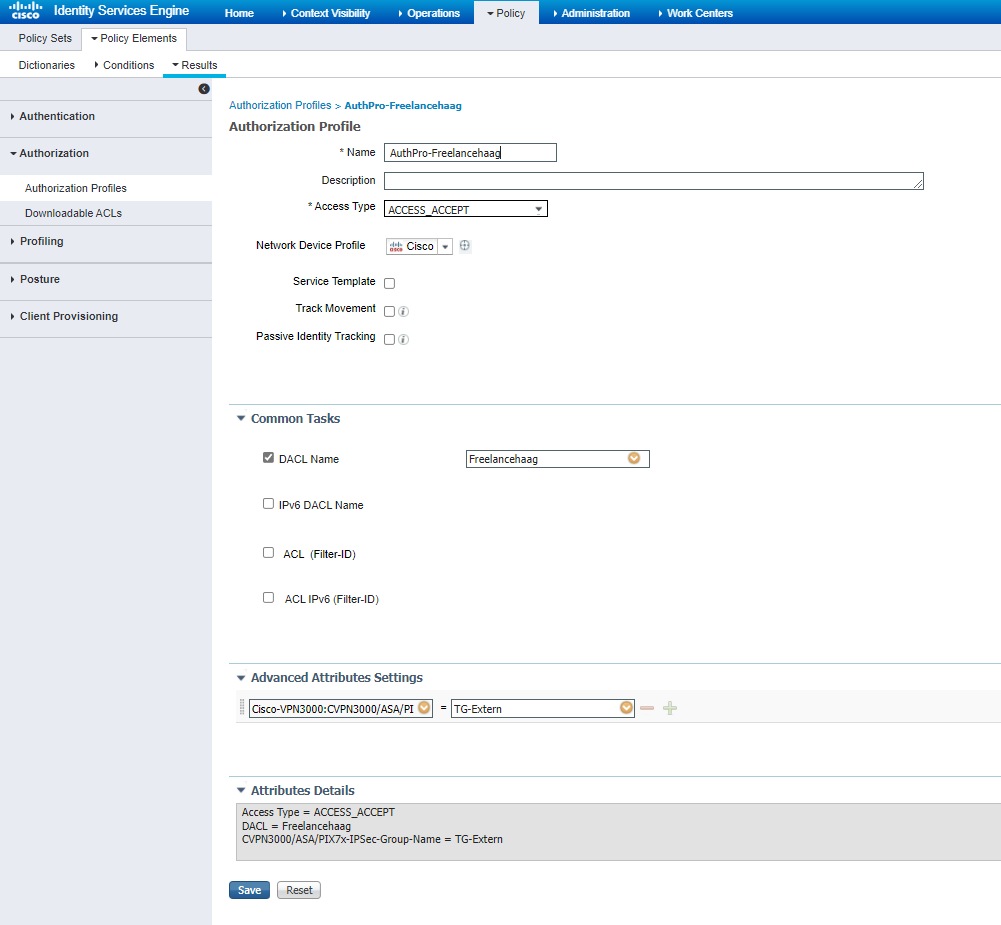 cisco Identity Services Engine Home Context Visibility Operations Policy Administration Work Centers
Policy Sets Policy Elements
Dictionaries Conditions Results
Authentication
Authorization
Authorization Profiles
Downloadable ACLs
Profiling
Posture
Client Provisioning
Authorization Profiles > AuthPro-Freelancehaag
Authorization Profile
* Name AuthPro-Freelancehaag
Description
* Access Type ACCESS_ACCEPT
Network Device Profile Cisco
Service Template
Track Movement
Passive Identity Tracking
Common Tasks
DACL Name Freelancehaag
IPv6 DACL Name
ACL (Filter-ID)
ACL IPv6 (Filter-ID)
Advanced Attributes Settings
Cisco-VPN3000:CVPN3000/ASA/PI = TG-Extern
Attributes Details
Access Type = ACCESS_ACCEPT
DACL = Freelancehaag
CVPN3000/ASA/PIX7x-IPSec-Group-Name = TG-Extern
Save Reset